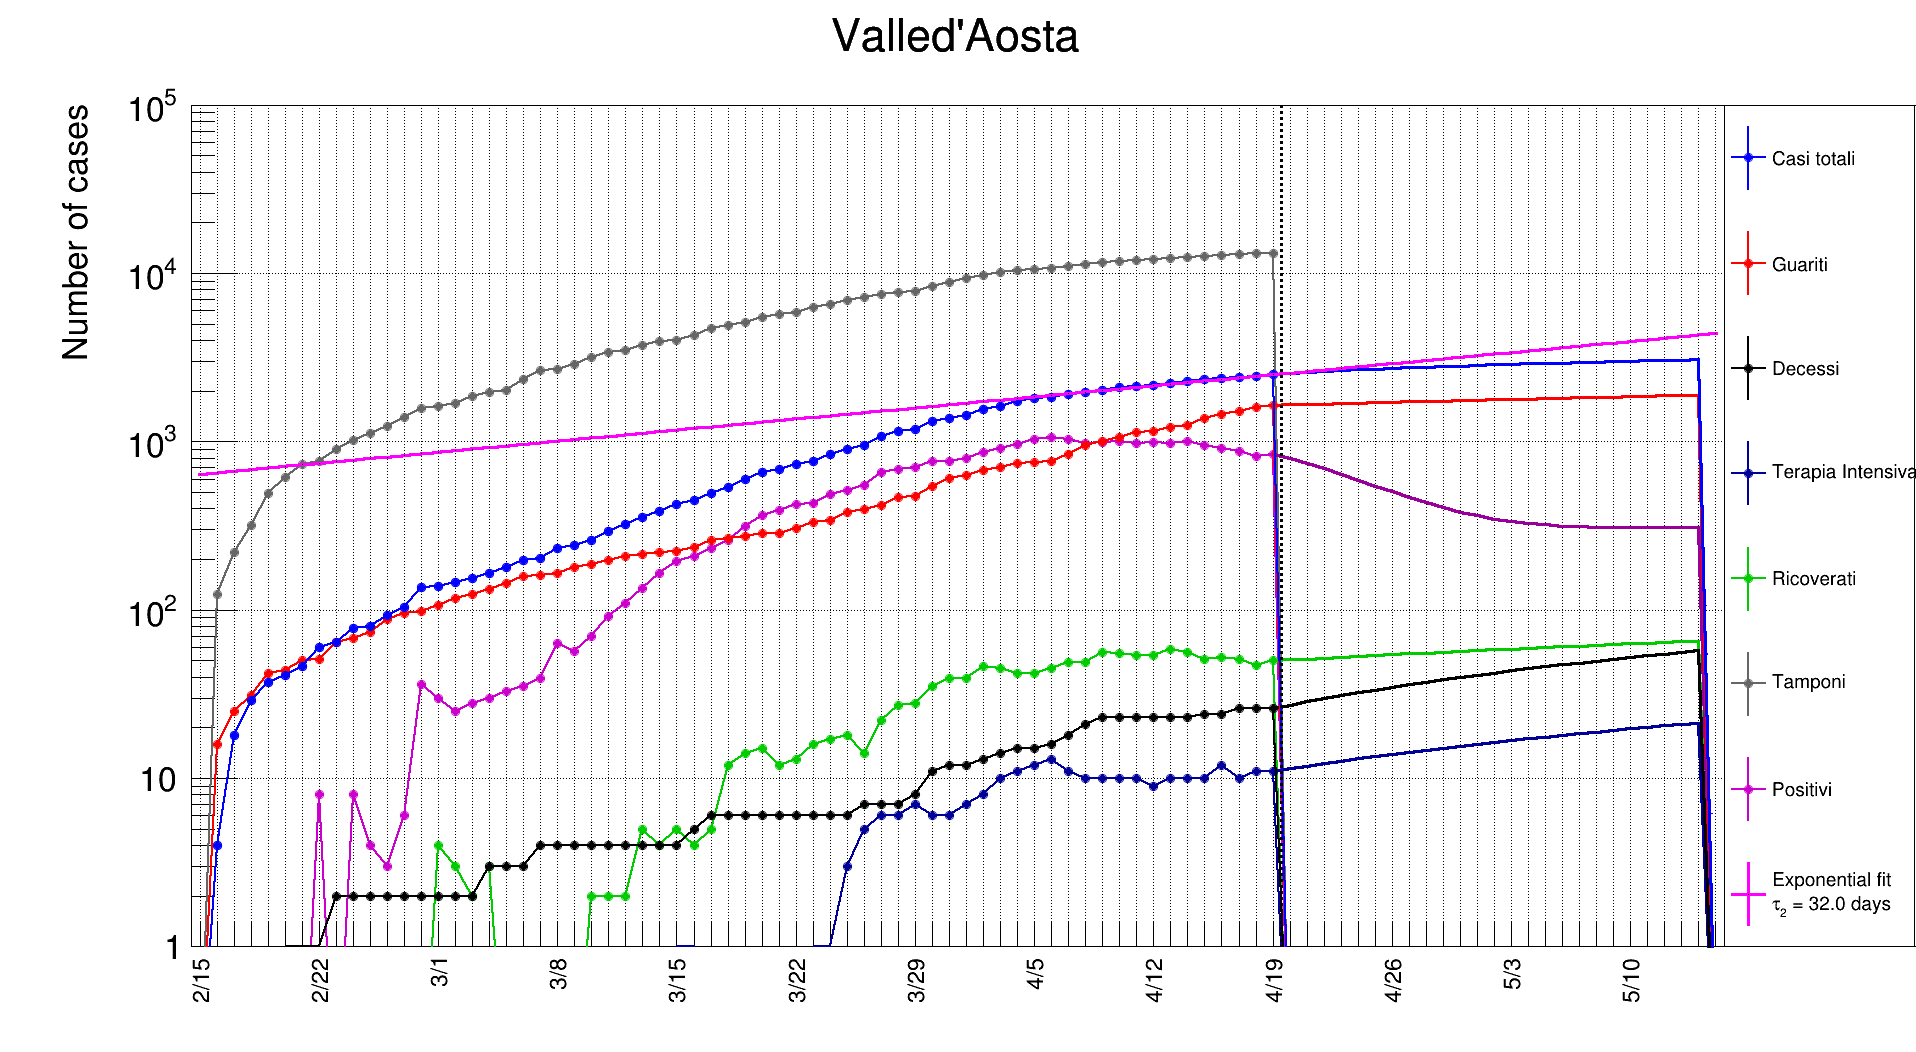 Valled'Aosta
Number of cases
10^5
10^4
10^3
10^2
10
1
2/15
2/22
3/1
3/8
3/15
3/22
3/29
4/5
4/12
4/19
4/26
5/3
5/10
Casi totali
Guariti
Decessi
Terapia Intensiva
Ricoverati
Tamponi
Positivi
Exponential fit
τ_2 = 32.0 days